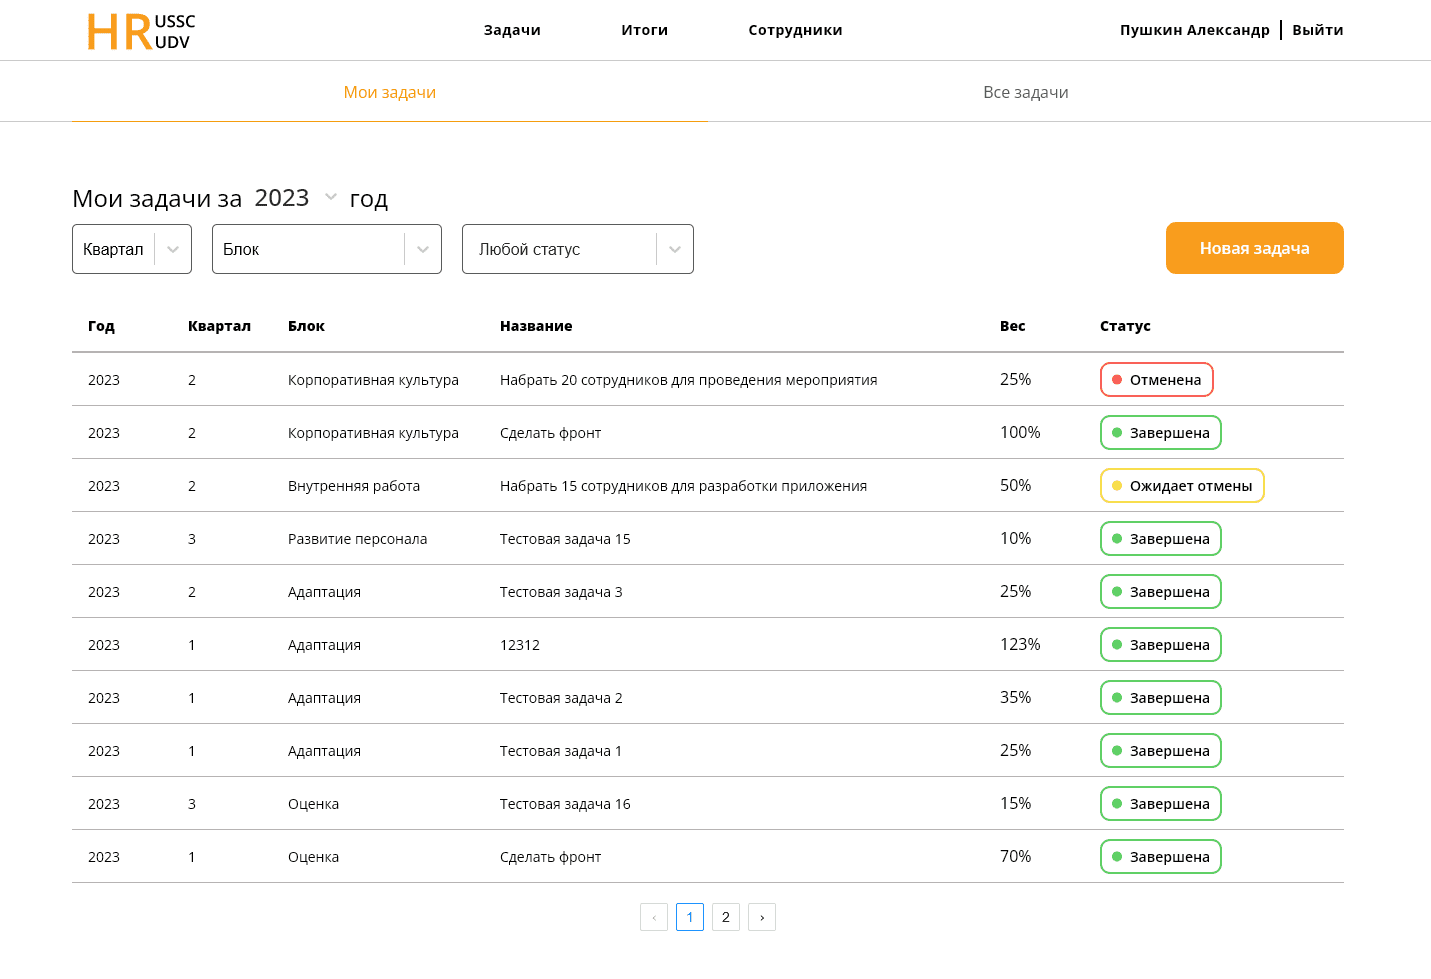 HR USSC UDV
Задачи Итоги Сотрудники Пушкин Александр Выйти
Мои задачи Все задачи
Мои задачи за 2023 год
Квартал Блок Любой статус Новая задача
Год Квартал Блок Название Вес Статус
2023 2 Корпоративная культура Набрать 20 сотрудников для проведения мероприятия 25% Отменена
2023 2 Корпоративная культура Сделать фронт 100% Завершена
2023 2 Внутренняя работа Набрать 15 сотрудников для разработки приложения 50% Ожидает отмены
2023 3 Развитие персонала Тестовая задача 15 10% Завершена
2023 2 Адаптация Тестовая задача 3 25% Завершена
2023 1 Адаптация 12312 123% Завершена
2023 1 Адаптация Тестовая задача 2 35% Завершена
2023 1 Адаптация Тестовая задача 1 25% Завершена
2023 3 Оценка Тестовая задача 16 15% Завершена
2023 1 Оценка Сделать фронт 70% Завершена
‹ 1 2 ›